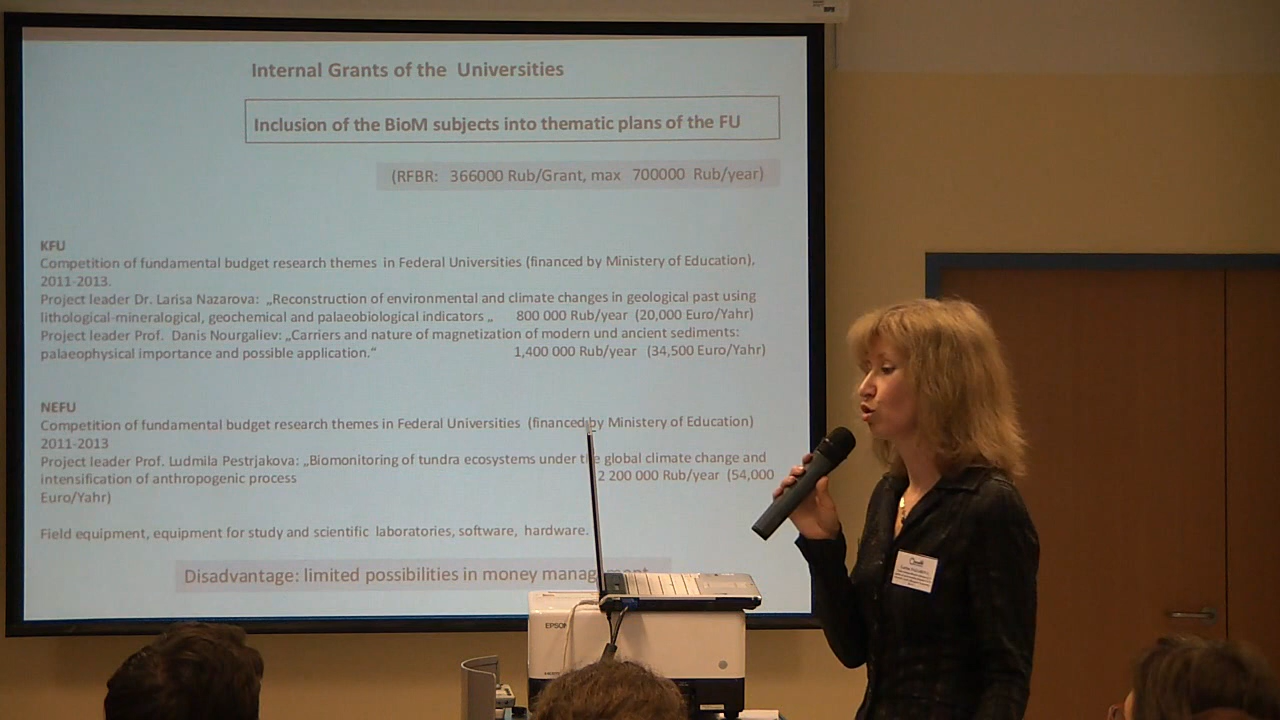 Internal Grants of the Universities
Inclusion of the BioM subjects into thematic plans of the FU
(RFBR: 366000 Rub/Grant, max 700000 Rub/year)
KFU
Competition of fundamental budget research themes in Federal Universities (financed by Ministery of Education),
2011-2013.
Project leader Dr. Larisa Nazarova: „Reconstruction of environmental and climate changes in geological past using
lithological-mineralogical, geochemical and palaeobiological indicators „ 800 000 Rub/year (20,000 Euro/Yahr)
Project leader Prof. Danis Nourgaliev: „Carriers and nature of magnetization of modern und ancient sediments:
palaeophysical importance and possible application.“ 1,400 000 Rub/year (34,500 Euro/Yahr)
NEFU
Competition of fundamental budget research themes in Federal Universities (financed by Ministery of Education)
2011-2013
Project leader Prof. Ludmila Pestrjakova: „Biomonitoring of tundra ecosystems under the global climate change and
intensification of anthropogenic process 2 200 000 Rub/year (54,000
Euro/Yahr)
Field equipment, equipment for study and scientific laboratories, software, hardware.
Disadvantage: limited possibilities in money management
EPSON